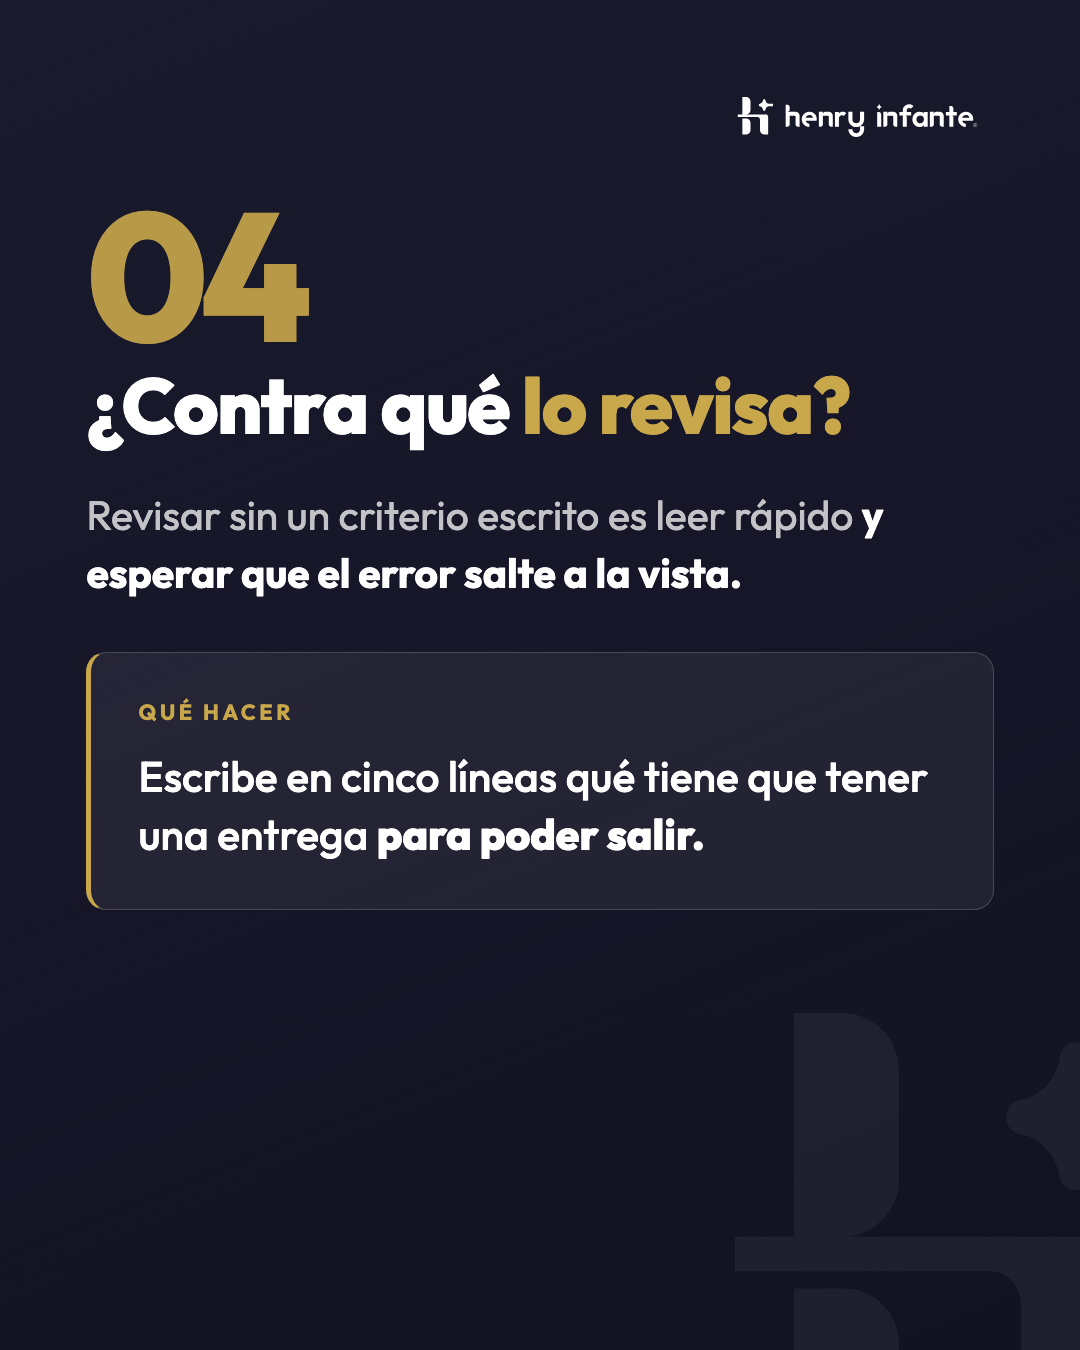 henry infante
04
¿Contra qué lo revisa?
Revisar sin un criterio escrito es leer rápido y
esperar que el error salte a la vista.
QUÉ HACER
Escribe en cinco líneas qué tiene que tener
una entrega para poder salir.